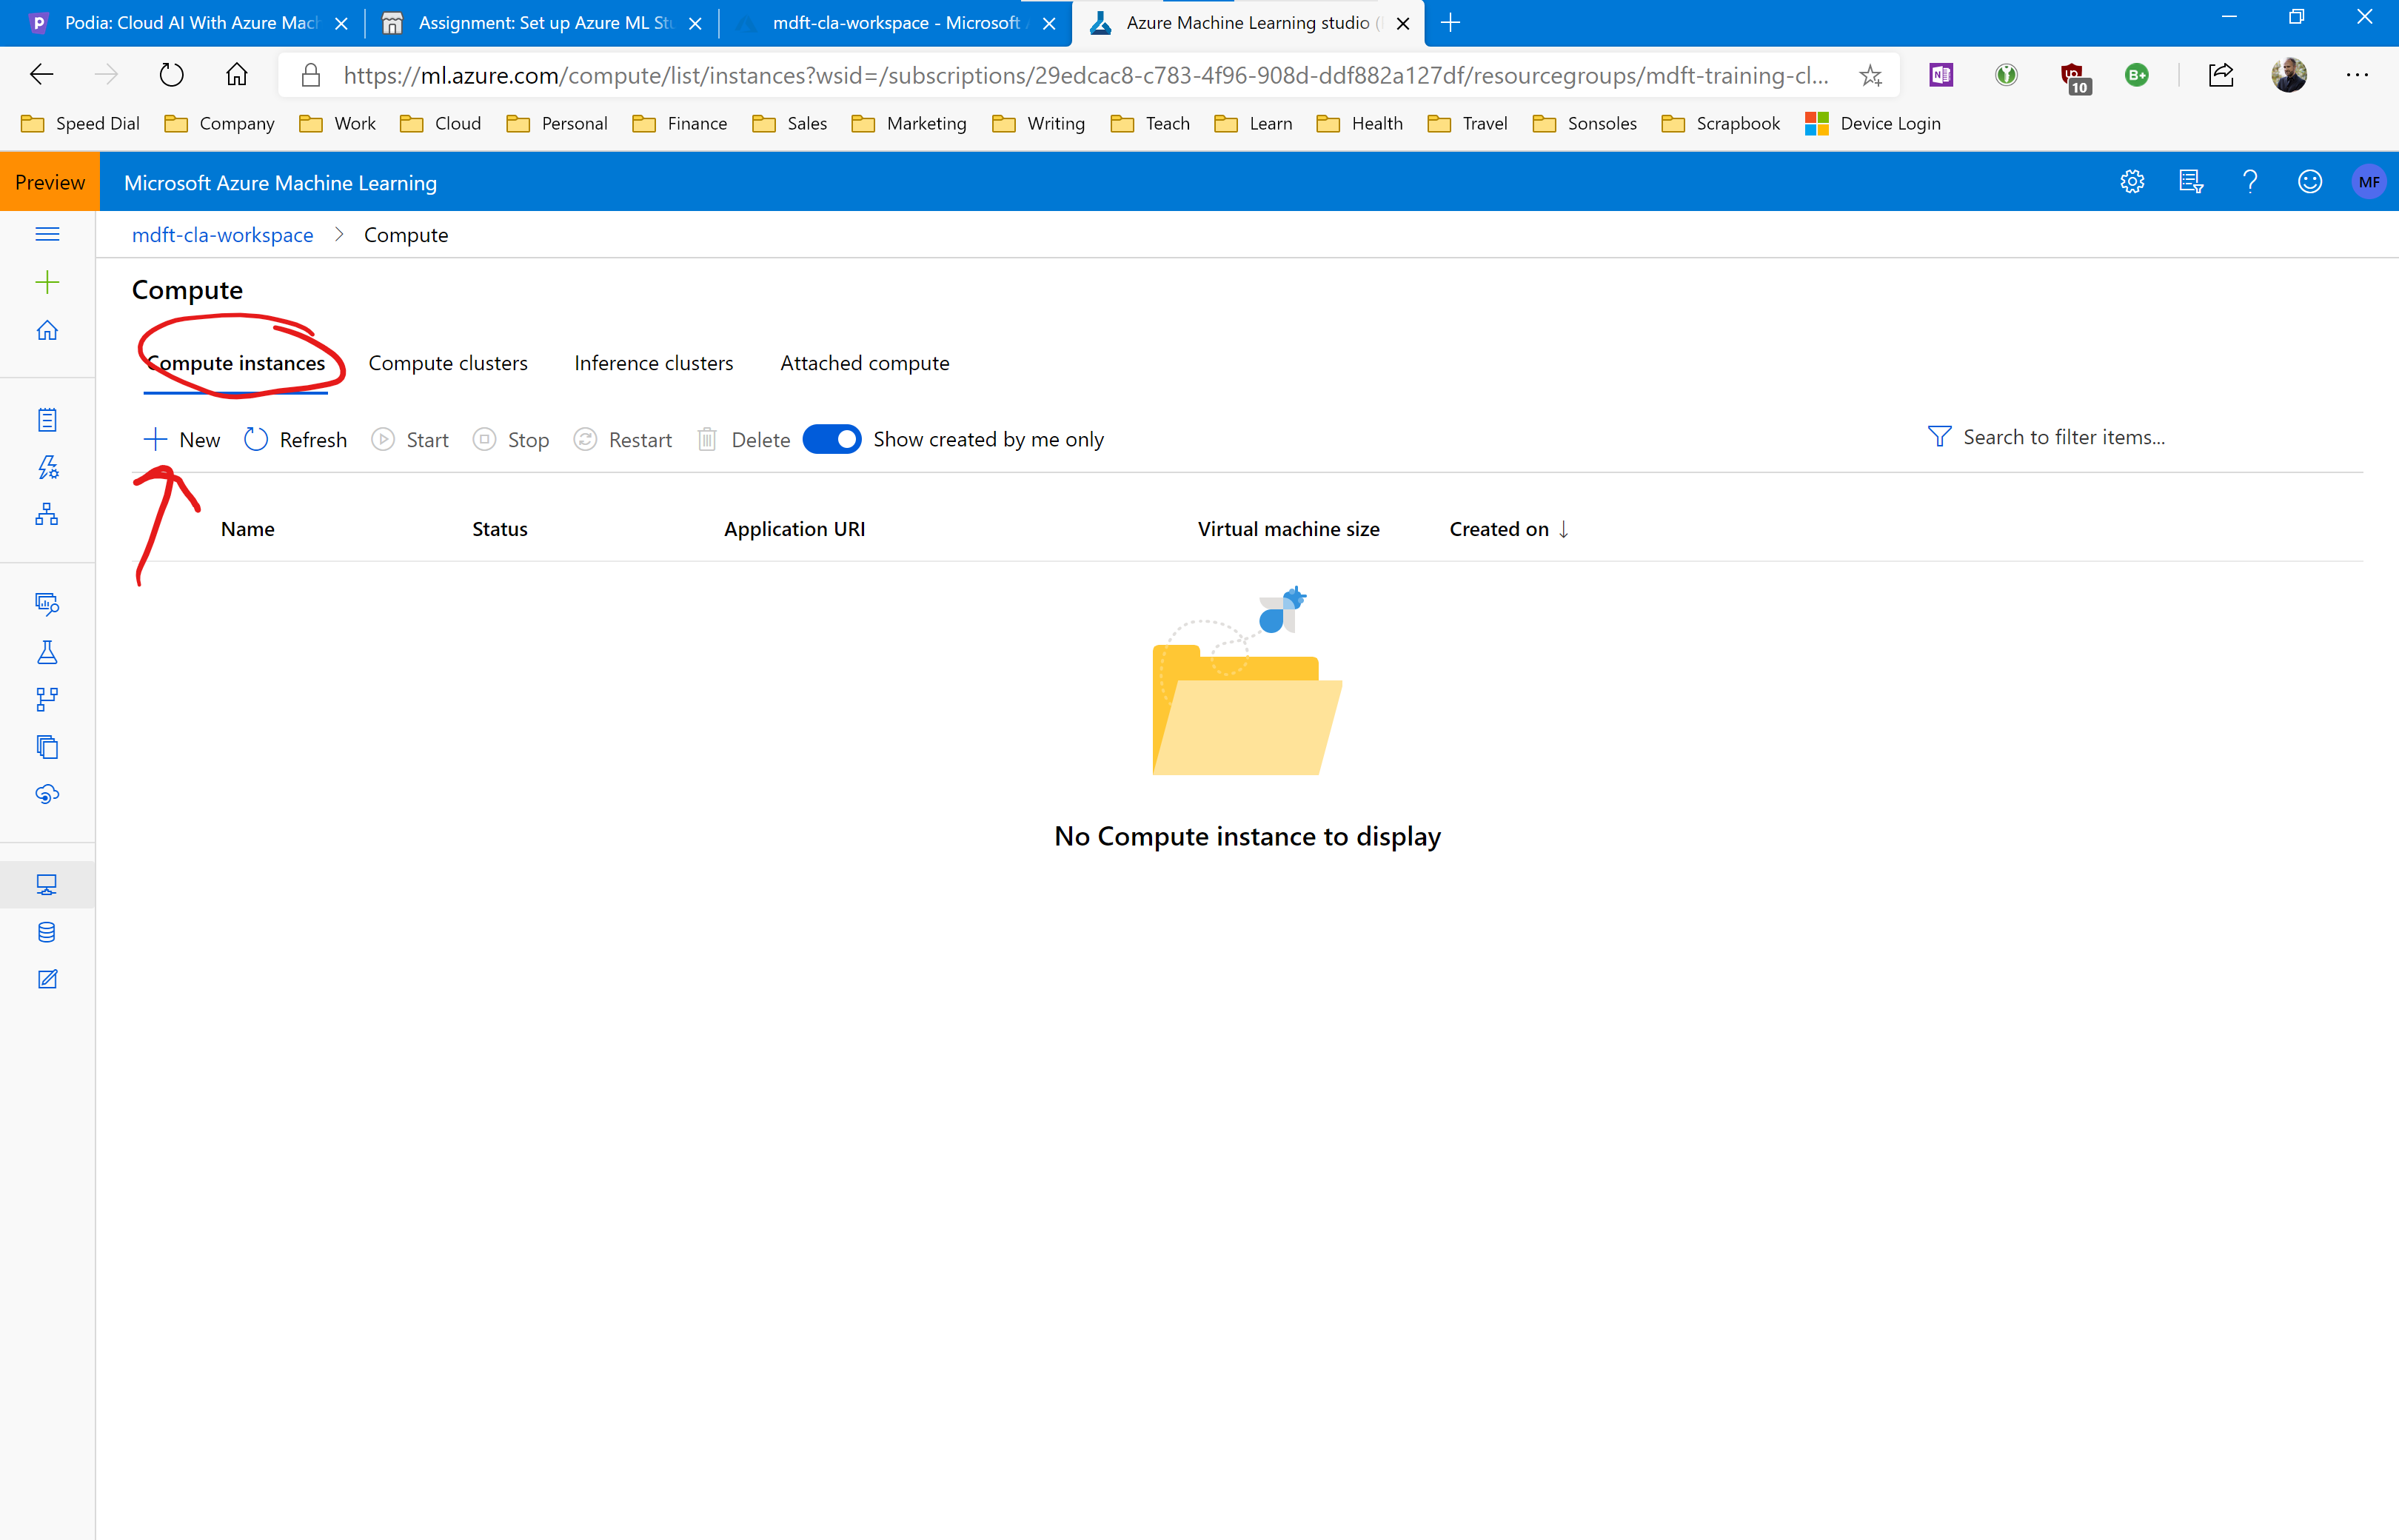 Podia: Cloud AI With Azure Mach
Assignment: Set up Azure ML Stu
mdft-cla-workspace - Microsoft A
Azure Machine Learning studio (
https://ml.azure.com/compute/list/instances?wsid=/subscriptions/29edcac8-c783-4f96-908d-ddf882a127df/resourcegroups/mdft-training-cl...
10
B+
Speed Dial
Company
Work
Cloud
Personal
Finance
Sales
Marketing
Writing
Teach
Learn
Health
Travel
Sonsoles
Scrapbook
Device Login
Preview
Microsoft Azure Machine Learning
MF
mdft-cla-workspace > Compute
Compute
Compute instances
Compute clusters
Inference clusters
Attached compute
New
Refresh
Start
Stop
Restart
Delete
Show created by me only
Search to filter items...
Name
Status
Application URI
Virtual machine size
Created on ↓
No Compute instance to display